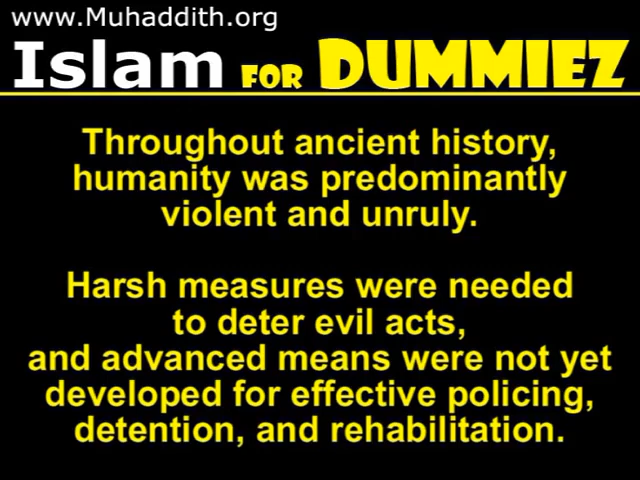 www.Muhaddith.org
Islam FOR DUMMIEZ
Throughout ancient history,
humanity was predominantly
violent and unruly.
Harsh measures were needed
to deter evil acts,
and advanced means were not yet
developed for effective policing,
detention, and rehabilitation.